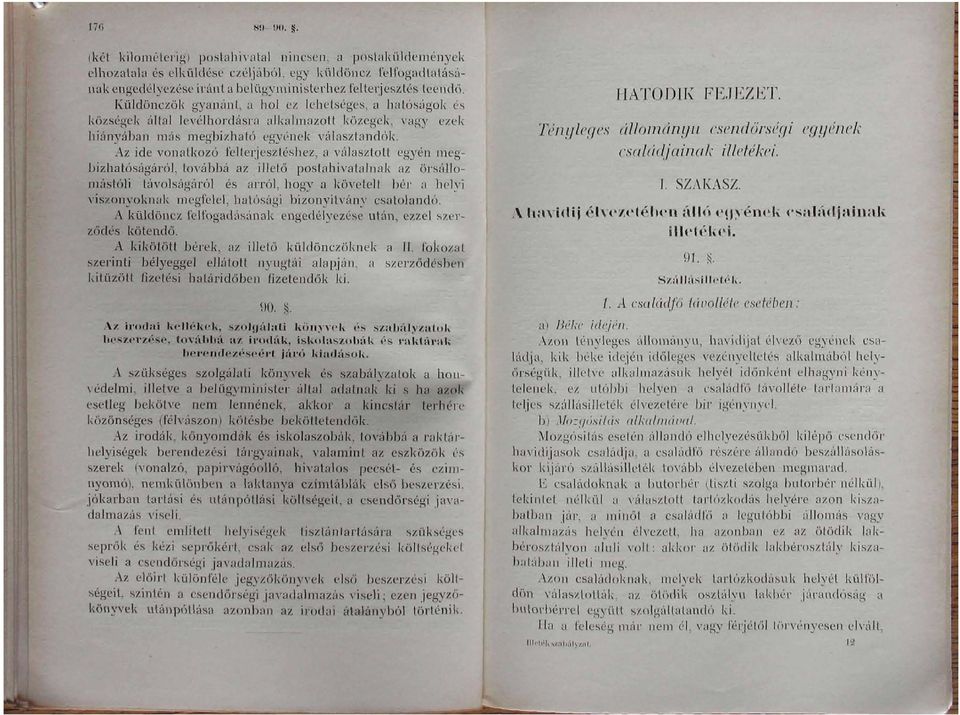 176 89–90. §.
(két kilométerig) postahivatal nincsen, a postaküldemények
elhozatala és elküldése czéljából, egy küldöncz felfogadtatásá-
nak engedélyezése iránt a belügyministerhez felterjesztés teendő.
Küldönczök gyanánt, a hol ez lehetséges, a hatóságok és
községek által levélhordásra alkalmazott közegek, vagy ezek
hiányában más megbizható egyének választandók.
Az ide vonatkozó felterjesztéshez, a választott egyén meg-
bizhatóságáról, továbbá az illető postahivatalnak az örsállo-
mástóli távolságáról és arról, hogy a követelt bér a helyi
viszonyoknak megfelel, hatósági bizonyitvány csatolandó.
A küldöncz felfogadásának engedélyezése után, ezzel szer-
ződés kötendő.
A kikötött bérek, az illető küldönczöknek a II. fokozat
szerinti bélyeggel ellátott nyugtái alapján, a szerződésben
kitüzött fizetési határidőben fizetendők ki.
90. §.
Az irodai kellékek, szolgálati könyvek és szabályzatok
beszerzése, továbbá az irodák, iskolaszobák és raktárak
berendezéseért járó kiadások.
A szükséges szolgálati könyvek és szabályzatok a hon-
védelmi, illetve a belügyminister által adatnak ki s ha azok
esetleg bekötve nem lennének, akkor a kincstár terhére
közönséges (félvászon) kötésbe beköttetendők.
Az irodák, kőnyomdák és iskolaszobák, továbbá a raktár-
helyiségek berendezési tárgyainak, valamint az eszközök és
szerek (vonalzó, papirvágóolló, hivatalos pecsét- és czim-
nyomó), nemkülönben a laktanya czimtáblák első beszerzési,
jókarban tartási és utánpótlási költségeit, a csendőrségi java-
dalmazás viseli.
A fent emlitett helyiségek tisztántartására szükséges
seprők és kézi seprőkért, csak az első beszerzési költségeket
viseli a csendőrségi javadalmazás.
Az előirt különféle jegyzőkönyvek első beszerzési költ-
ségeit, szintén a csendőrségi javadalmazás viseli; ezen jegyző-
könyvek utánpótlása azonban az irodai átalányból történik.
HATODIK FEJEZET.
Tényleges állományu csendőrségi egyének
családjainak illetékei.
I. SZAKASZ.
A havidij élvezetében álló egyének családjainak
illetékei.
91. §.
Szállásilleték.
1. A családfő távolléte esetében:
a) Béke idején.
Azon tényleges állományu, havidijat élvező egyének csa-
ládja, kik béke idején időleges vezényeltetés alkalmából hely-
őrségük, illetve alkalmazásuk helyét időnként elhagyni kény-
telenek, ez utóbbi helyen a családfő távolléte tartamára a
teljes szállásilleték élvezetére bir igénynyel.
b) Mozgósitás alkalmával.
Mozgósitás esetén állandó elhelyezésükből kilépő csendőr
havidijasok családja, a családfő részére állandó beszállásolás-
kor kijáró szállásilleték tovább élvezetében megmarad.
E családoknak a butorbér (tiszti szolga butorbér nélkül),
tekintet nélkül a választott tartózkodás helyére azon kisza-
batban jár, a minőt a családfő a legutóbbi állomás vagy
alkalmazás helyén élvezett, ha azonban ez az ötödik lak-
bérosztályon aluli volt: akkor az ötödik lakbérosztály kisza-
batában illeti meg.
Azon családoknak, melyek tartózkodásuk helyét külföl-
dön választották, az ötödik osztályu lakbér járandóság a
butorbérrel együtt szolgáltatandó ki.
Ha a feleség már nem él, vagy férjétől törvényesen elvált,
Illetékszabályzat. 12